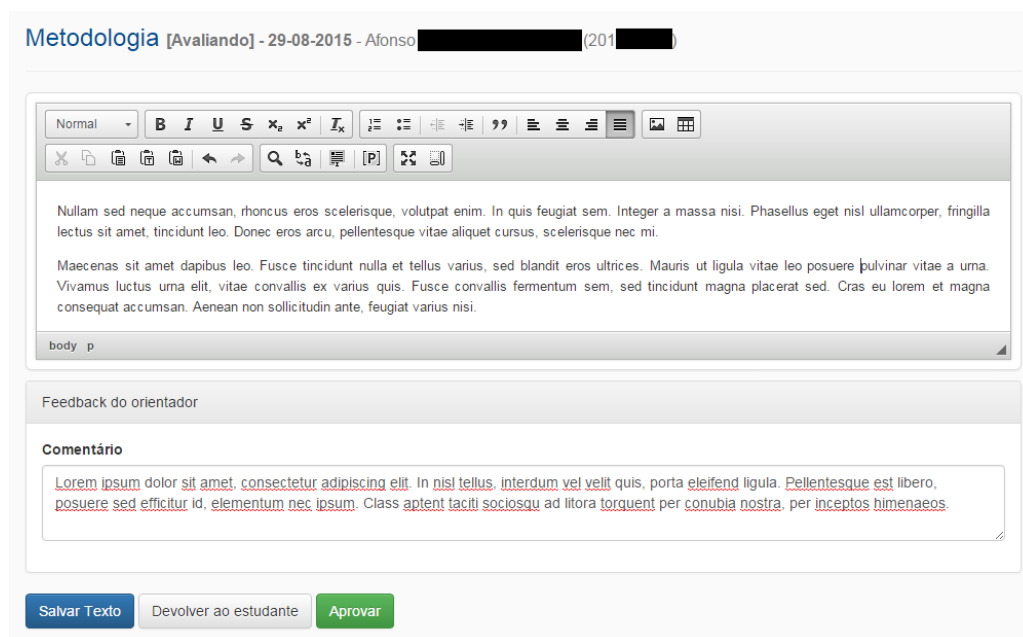 Metodologia [Avaliando] - 29-08-2015 - Afonso (201 )
Normal B I U S x₂ x² Ix
[P]
Nullam sed neque accumsan, rhoncus eros scelerisque, volutpat enim. In quis feugiat sem. Integer a massa nisi. Phasellus eget nisl ullamcorper, fringilla
lectus sit amet, tincidunt leo. Donec eros arcu, pellentesque vitae aliquet cursus, scelerisque nec mi.
Maecenas sit amet dapibus leo. Fusce tincidunt nulla et tellus varius, sed blandit eros ultrices. Mauris ut ligula vitae leo posuere pulvinar vitae a urna.
Vivamus luctus urna elit, vitae convallis ex varius quis. Fusce convallis fermentum sem, sed tincidunt magna placerat sed. Cras eu lorem et magna
consequat accumsan. Aenean non sollicitudin ante, feugiat varius nisi.
body p
Feedback do orientador
Comentário
Lorem ipsum dolor sit amet, consectetur adipiscing elit. In nisl tellus, interdum vel velit quis, porta eleifend ligula. Pellentesque est libero,
posuere sed efficitur id, elementum nec ipsum. Class aptent taciti sociosqu ad litora torquent per conubia nostra, per inceptos himenaeos.
Salvar Texto Devolver ao estudante Aprovar